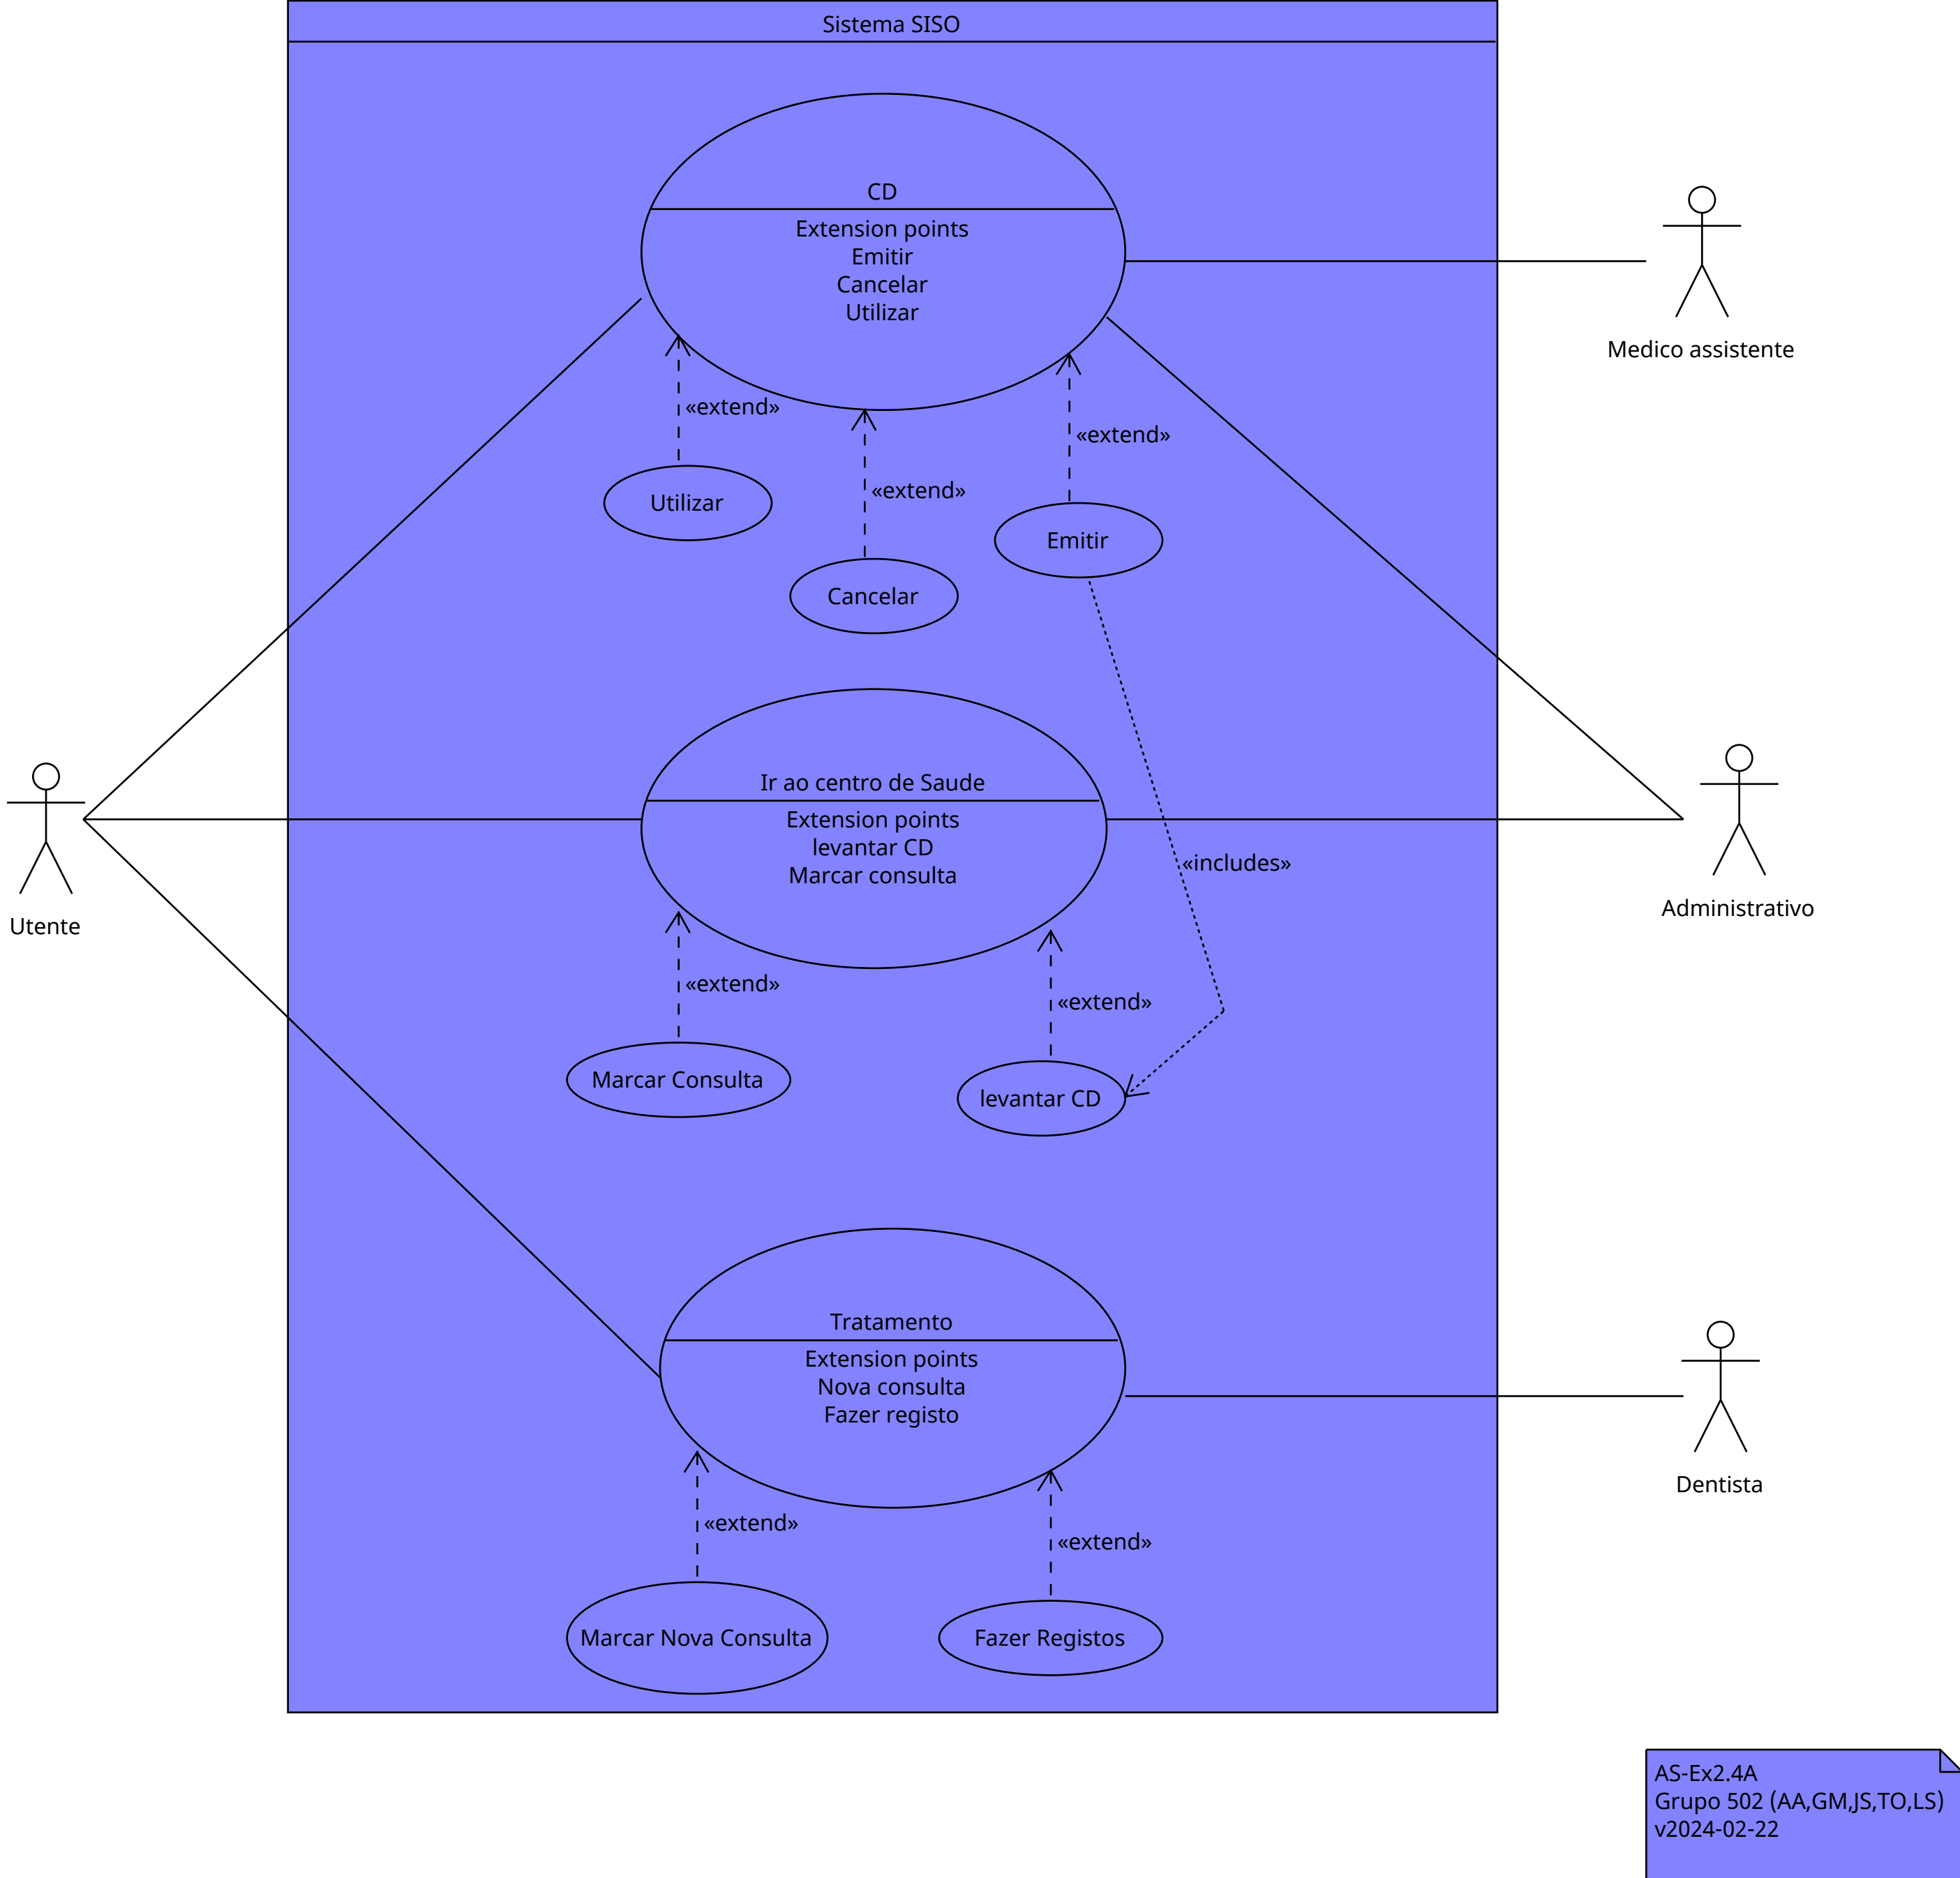 Sistema SISO
CD
Extension points
Emitir
Cancelar
Utilizar
Medico assistente
«extend»
«extend»
«extend»
Utilizar
Emitir
Cancelar
Ir ao centro de Saude
Extension points
levantar CD
Marcar consulta
«includes»
Utente
Administrativo
«extend»
«extend»
Marcar Consulta
levantar CD
Tratamento
Extension points
Nova consulta
Fazer registo
Dentista
«extend»
«extend»
Marcar Nova Consulta
Fazer Registos
AS-Ex2.4A
Grupo 502 (AA,GM,JS,TO,LS)
v2024-02-22